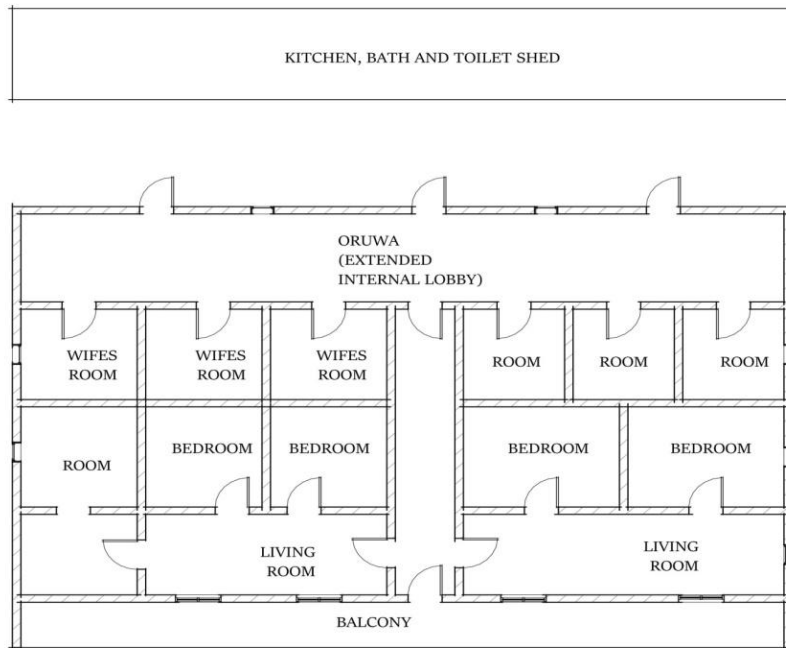 KITCHEN, BATH AND TOILET SHED
ORUWA
(EXTENDED
INTERNAL LOBBY)
WIFES
ROOM
WIFES
ROOM
WIFES
ROOM
ROOM
ROOM
ROOM
ROOM
BEDROOM
BEDROOM
BEDROOM
BEDROOM
LIVING
ROOM
LIVING
ROOM
BALCONY